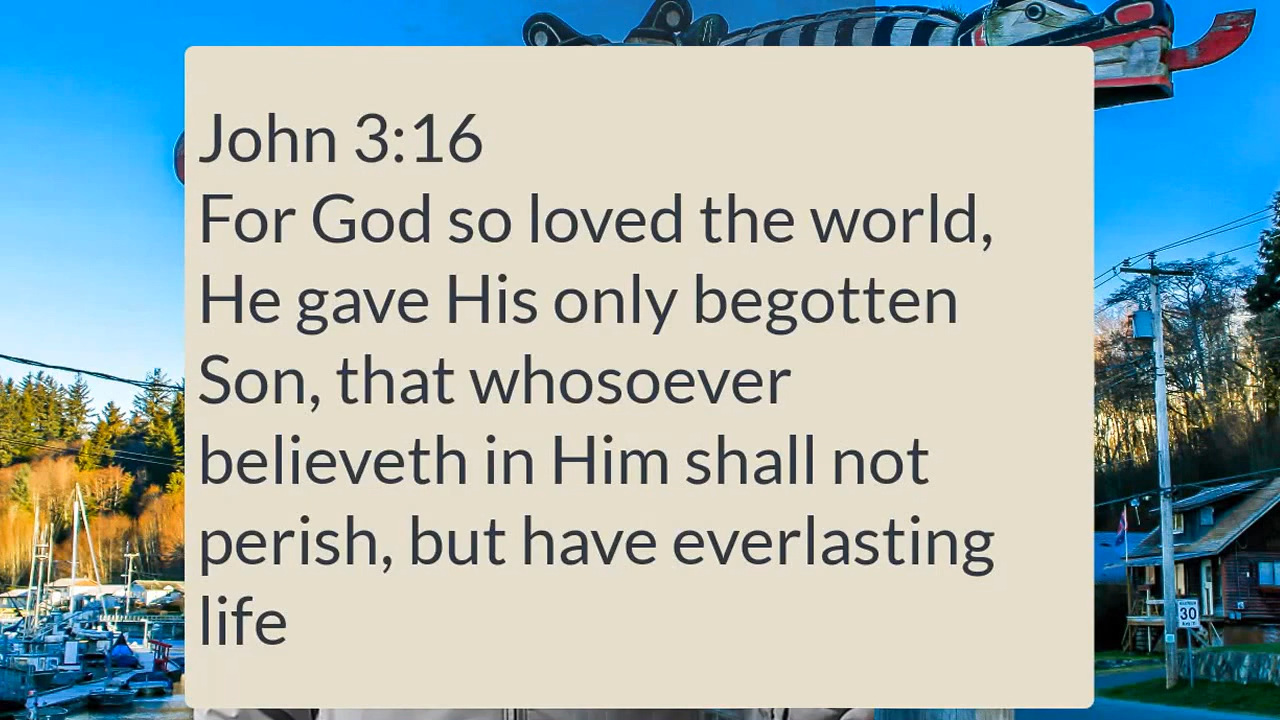 John 3:16
For God so loved the world,
He gave His only begotten
Son, that whosoever
believeth in Him shall not
perish, but have everlasting
life
30